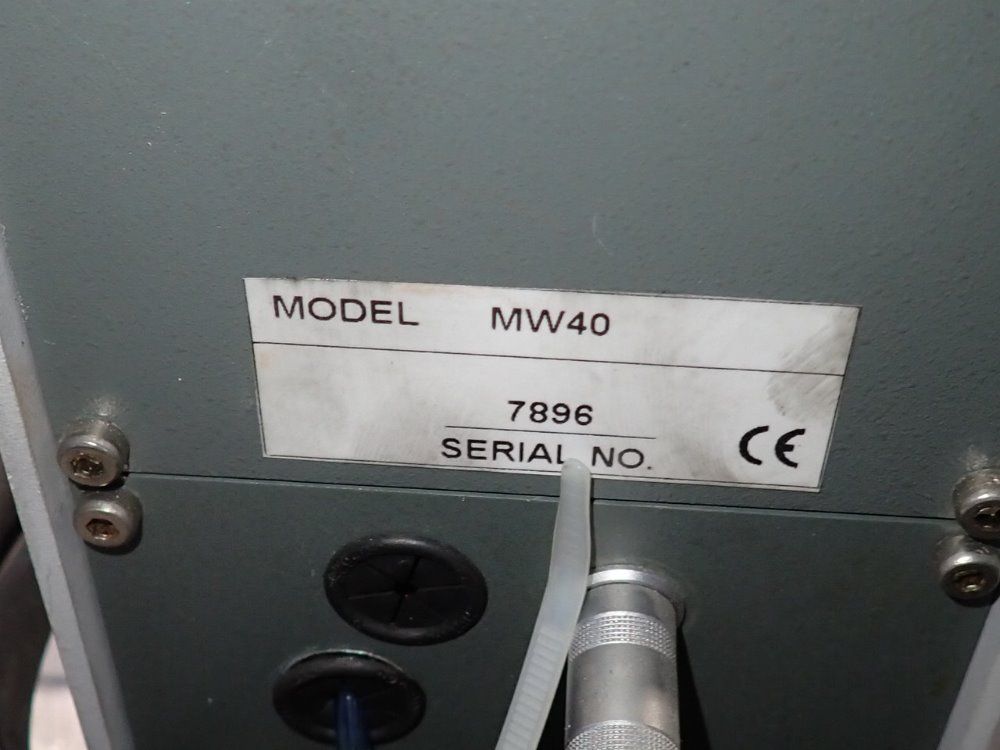 MODEL MW40
7896
SERIAL NO.
CE